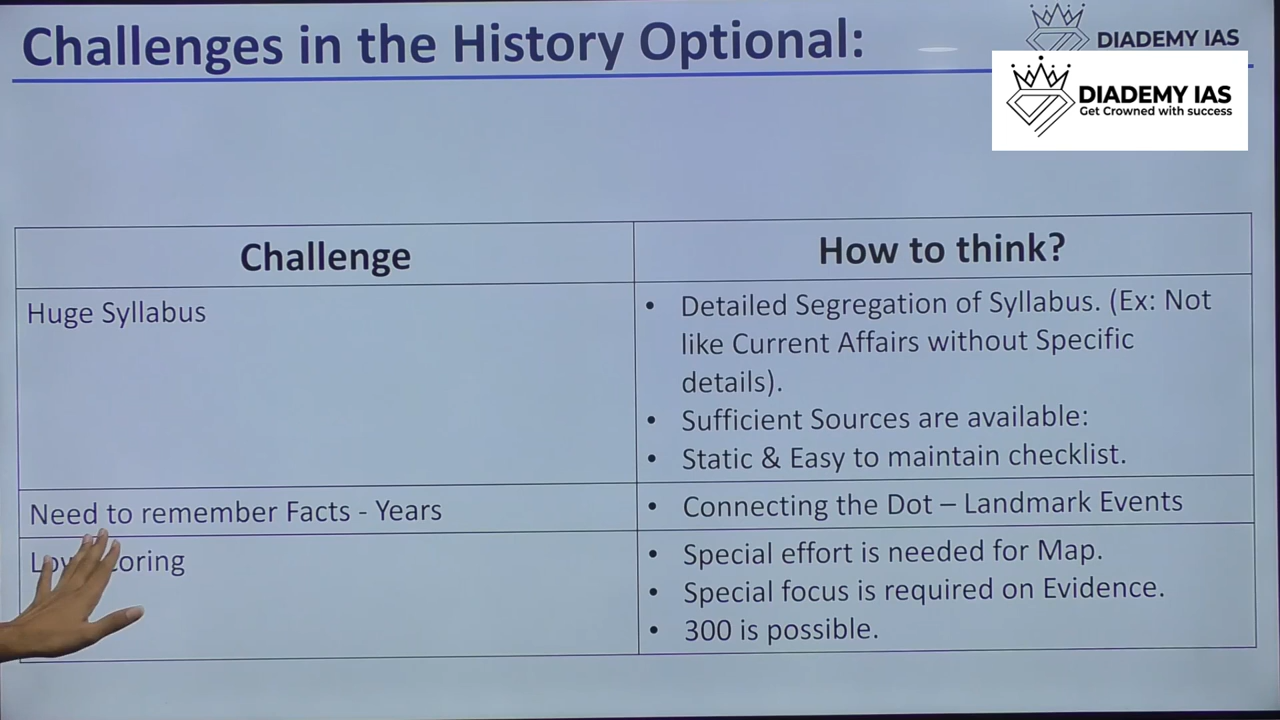 Challenges in the History Optional:
DIADEMY IAS
DIADEMY IAS
Get Crowned with success
Challenge
How to think?
Huge Syllabus
• Detailed Segregation of Syllabus. (Ex: Not
like Current Affairs without Specific
details).
• Sufficient Sources are available:
• Static & Easy to maintain checklist.
Need to remember Facts - Years
• Connecting the Dot – Landmark Events
• Special effort is needed for Map.
• Special focus is required on Evidence.
• 300 is possible.